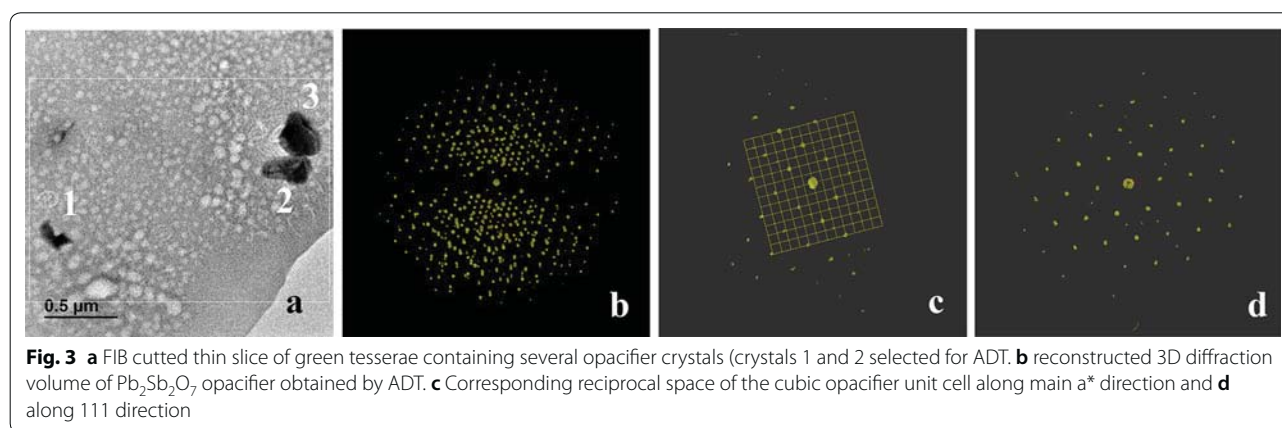 3
1
2
0.5 µm
a
b
c
d
Fig. 3 a FIB cutted thin slice of green tesserae containing several opacifier crystals (crystals 1 and 2 selected for ADT. b reconstructed 3D diffraction
volume of Pb₂Sb₂O₇ opacifier obtained by ADT. c Corresponding reciprocal space of the cubic opacifier unit cell along main a* direction and d
along 111 direction